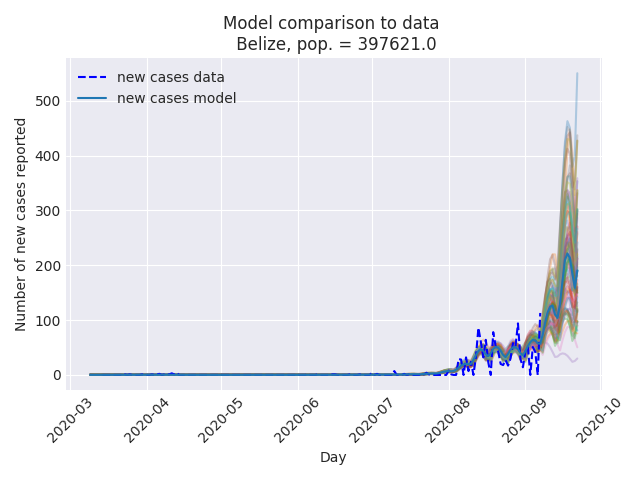 Model comparison to data
Belize, pop. = 397621.0
new cases data
new cases model
Number of new cases reported
500
400
300
200
100
0
2020-03
2020-04
2020-05
2020-06
2020-07
2020-08
2020-09
2020-10
Day